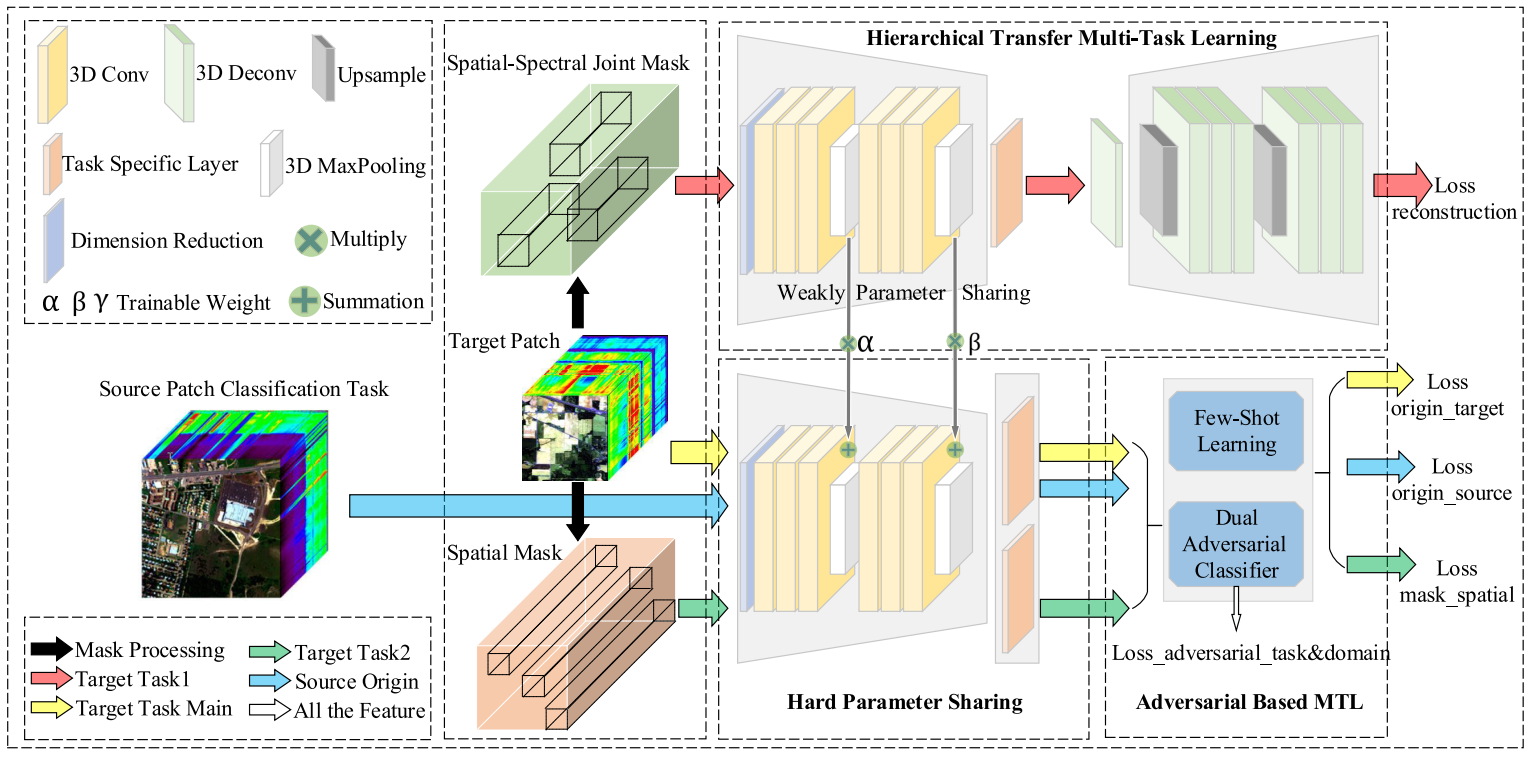 3D Conv
3D Deconv
Upsample
Task Specific Layer
3D MaxPooling
Dimension Reduction
Multiply
α β γ Trainable Weight
Summation
Source Patch Classification Task
Mask Processing
Target Task1
Target Task Main
Target Task2
Source Origin
All the Feature
Spatial-Spectral Joint Mask
Target Patch
Spatial Mask
Hierarchical Transfer Multi-Task Learning
Weakly Parameter Sharing
α
β
Loss
reconstruction
Hard Parameter Sharing
Few-Shot
Learning
Dual
Adversarial
Classifier
Loss_adversarial_task&domain
Adversarial Based MTL
Loss
origin_target
Loss
origin_source
Loss
mask_spatial